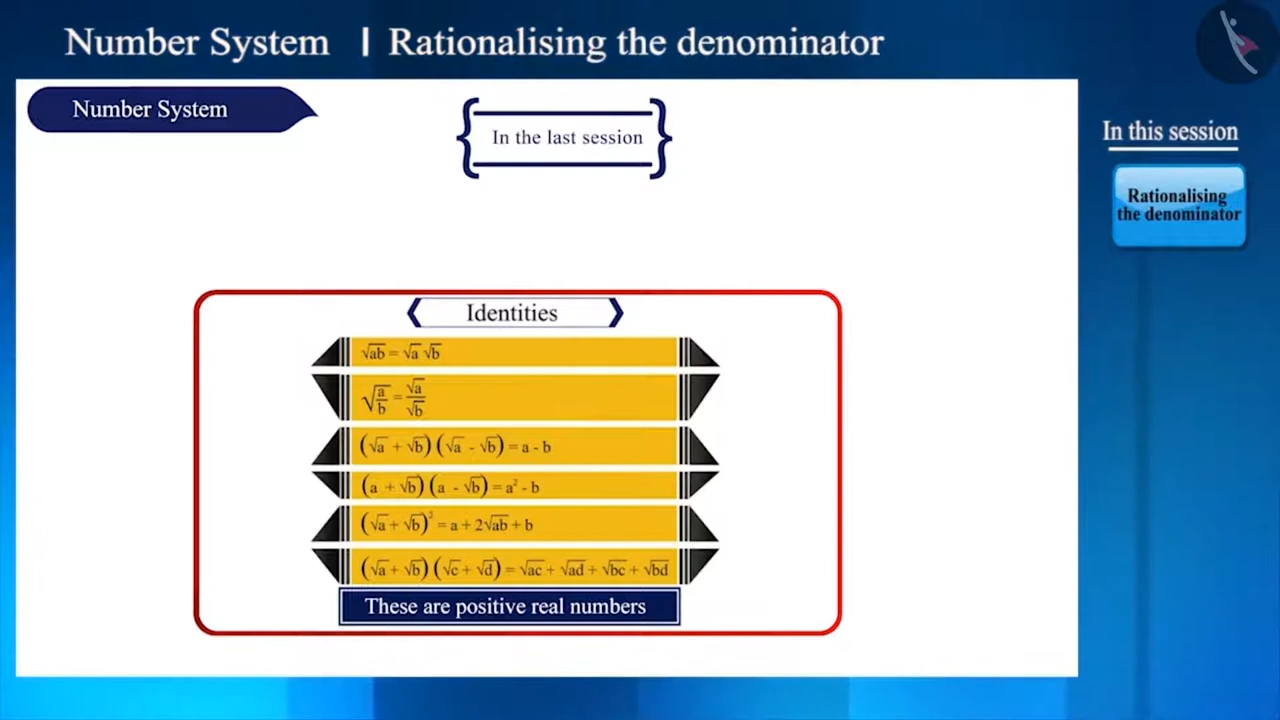 Number System | Rationalising the denominator
Number System
In the last session
In this session
Rationalising
the denominator
Identities
√ab = √a √b
√(a/b) = √a/√b
(√a + √b) (√a - √b) = a - b
(a + √b) (a - √b) = a² - b
(√a + √b)² = a + 2√ab + b
(√a + √b) (√c + √d) = √ac + √ad + √bc + √bd
These are positive real numbers